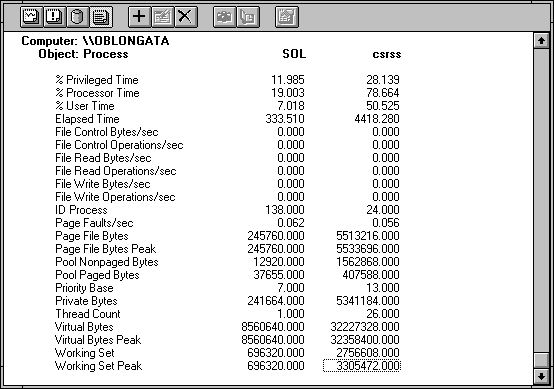 Computer: \\OBLONGATA
Object: Process SOL csrss
% Privileged Time 11.985 28.139
% Processor Time 19.003 78.664
% User Time 7.018 50.525
Elapsed Time 333.510 4418.280
File Control Bytes/sec 0.000 0.000
File Control Operations/sec 0.000 0.000
File Read Bytes/sec 0.000 0.000
File Read Operations/sec 0.000 0.000
File Write Bytes/sec 0.000 0.000
File Write Operations/sec 0.000 0.000
ID Process 138.000 24.000
Page Faults/sec 0.062 0.056
Page File Bytes 245760.000 5513216.000
Page File Bytes Peak 245760.000 5533696.000
Pool Nonpaged Bytes 12920.000 1562868.000
Pool Paged Bytes 37655.000 407588.000
Priority Base 7.000 13.000
Private Bytes 241664.000 5341184.000
Thread Count 1.000 26.000
Virtual Bytes 8560640.000 32227328.000
Virtual Bytes Peak 8560640.000 32358400.000
Working Set 696320.000 2756608.000
Working Set Peak 696320.000 3305472.000